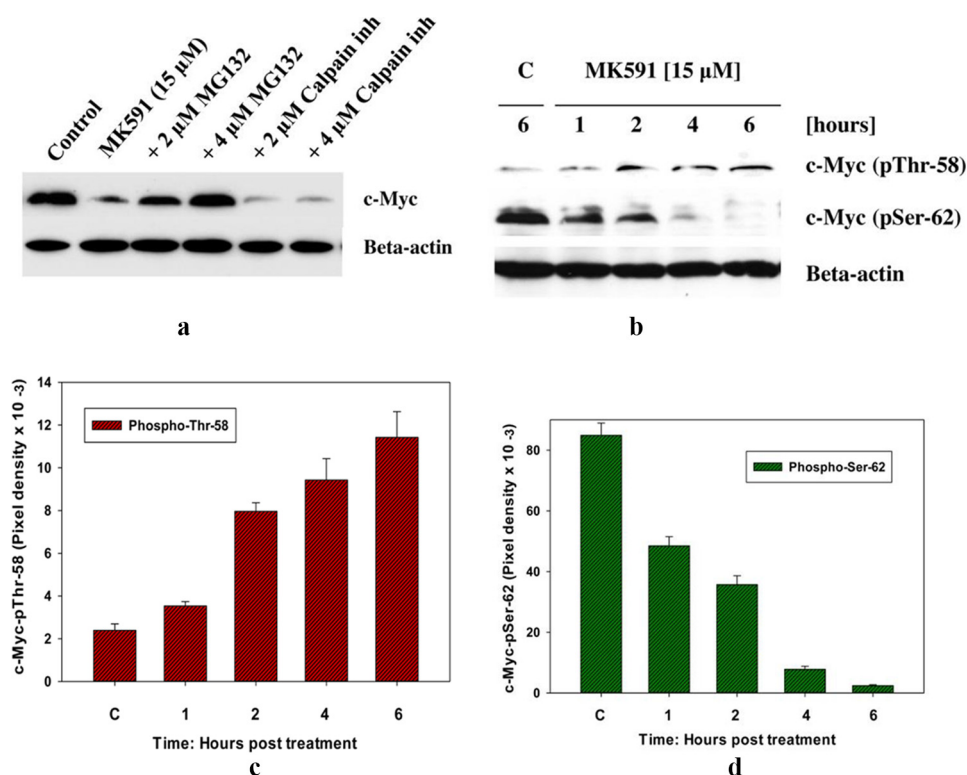 Control
MK591 (15 µM)
+ 2 µM MG132
+ 4 µM MG132
+ 2 µM Calpain inh
+ 4 µM Calpain inh
c-Myc
Beta-actin
a
C MK591 [15 µM]
6 1 2 4 6 [hours]
c-Myc (pThr-58)
c-Myc (pSer-62)
Beta-actin
b
c-Myc-pThr-58 (Pixel density x 10 -3)
14
12
10
8
6
4
2
0
Phospho-Thr-58
C 1 2 4 6
Time: Hours post treatment
c
c-Myc-pSer-62 (Pixel density x 10 -3)
80
60
40
20
0
Phospho-Ser-62
C 1 2 4 6
Time: Hours post treatment
d